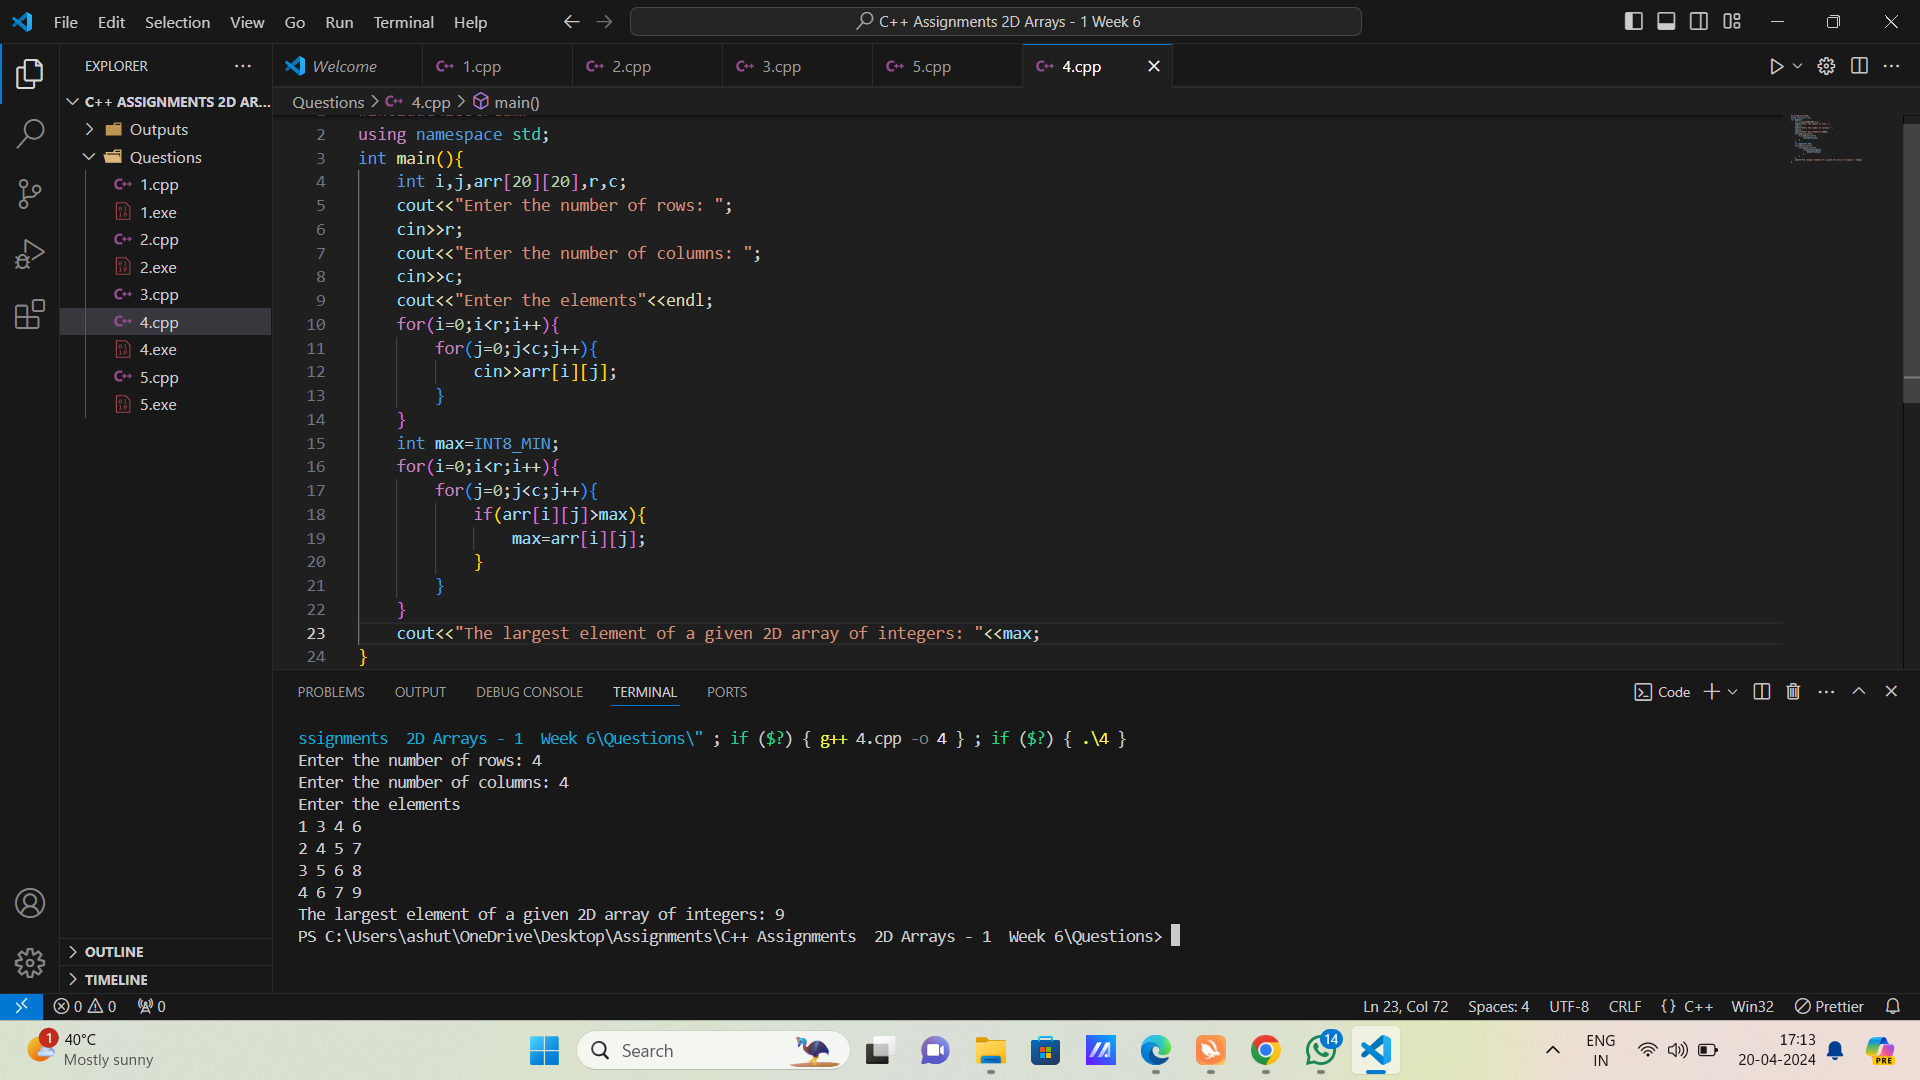 File Edit Selection View Go Run Terminal Help
C++ Assignments 2D Arrays - 1 Week 6
EXPLORER
C++ ASSIGNMENTS 2D AR...
Outputs
Questions
1.cpp
1.exe
2.cpp
2.exe
3.cpp
4.cpp
4.exe
5.cpp
5.exe
OUTLINE
TIMELINE
Welcome 1.cpp 2.cpp 3.cpp 5.cpp 4.cpp
Questions > 4.cpp > main()
2 using namespace std;
3 int main(){
4 int i,j,arr[20][20],r,c;
5 cout<<"Enter the number of rows: ";
6 cin>>r;
7 cout<<"Enter the number of columns: ";
8 cin>>c;
9 cout<<"Enter the elements"<<endl;
10 for(i=0;i<r;i++){
11 for(j=0;j<c;j++){
12 cin>>arr[i][j];
13 }
14 }
15 int max=INT8_MIN;
16 for(i=0;i<r;i++){
17 for(j=0;j<c;j++){
18 if(arr[i][j]>max){
19 max=arr[i][j];
20 }
21 }
22 }
23 cout<<"The largest element of a given 2D array of integers: "<<max;
24 }
PROBLEMS OUTPUT DEBUG CONSOLE TERMINAL PORTS
Code
ssignments  2D Arrays - 1  Week 6\Questions\" ; if ($?) { g++ 4.cpp -o 4 } ; if ($?) { .\4 }
Enter the number of rows: 4
Enter the number of columns: 4
Enter the elements
1 3 4 6
2 4 5 7
3 5 6 8
4 6 7 9
The largest element of a given 2D array of integers: 9
PS C:\Users\ashut\OneDrive\Desktop\Assignments\C++ Assignments  2D Arrays - 1  Week 6\Questions>
0 0 0
Ln 23, Col 72 Spaces: 4 UTF-8 CRLF {} C++ Win32 Prettier
1
40°C
Mostly sunny
Search
14
ENG
IN
17:13
20-04-2024
PRE